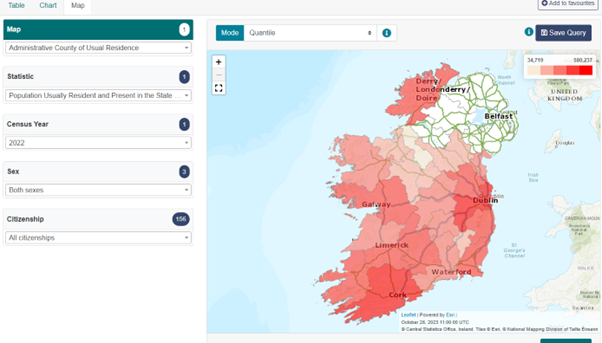 Table
Chart
Map
Add to favourites
Map
1
Administrative County of Usual Residence
Statistic
1
Population Usually Resident and Present in the State ...
Census Year
1
2022
Sex
3
Both sexes
Citizenship
156
All citizenships
Mode
Quantile
i
i
Save Query
+
−
34,719
580,237
Derry/
Londonderry/
Doire
Belfast
UNITED
KINGDOM
Douglas
Dublin
Galway
Limerick
Waterford
Cork
St
George's
Channel
Leaflet | Powered by Esri |
October 28, 2023 11:00:00 UTC
© Central Statistics Office, Ireland. Tiles © Esri, © National Mapping Division of Tailte Éireann